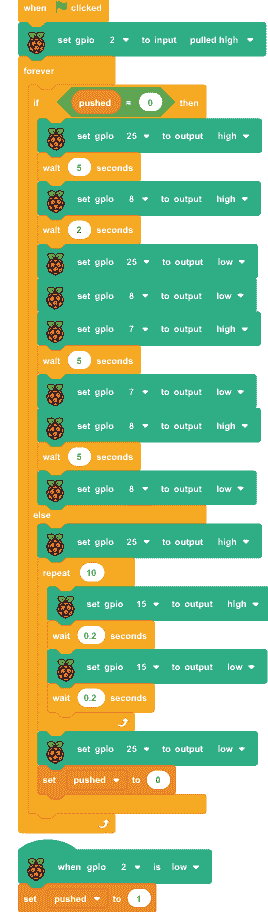 when clicked
set gpio 2 to input pulled high
forever
if pushed = 0 then
set gpio 25 to output high
wait 5 seconds
set gpio 8 to output high
wait 2 seconds
set gpio 25 to output low
set gpio 8 to output low
set gpio 7 to output high
wait 5 seconds
set gpio 7 to output low
set gpio 8 to output high
wait 5 seconds
set gpio 8 to output low
else
set gpio 25 to output high
repeat 10
set gpio 15 to output high
wait 0.2 seconds
set gpio 15 to output low
wait 0.2 seconds
set gpio 25 to output low
set pushed to 0
when gpio 2 is low
set pushed to 1